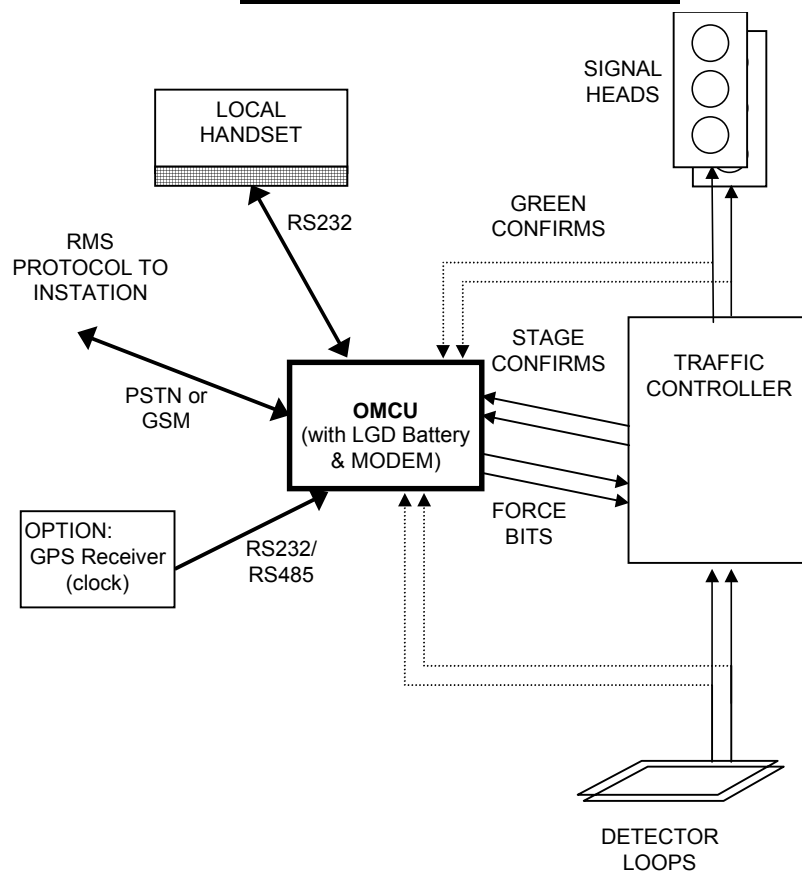 SIGNAL
HEADS
LOCAL
HANDSET
RS232
GREEN
CONFIRMS
RMS
PROTOCOL TO
INSTATION
STAGE
CONFIRMS
TRAFFIC
CONTROLLER
PSTN or
GSM
OMCU
(with LGD Battery
& MODEM)
FORCE
BITS
OPTION:
GPS Receiver
(clock)
RS232/
RS485
DETECTOR
LOOPS